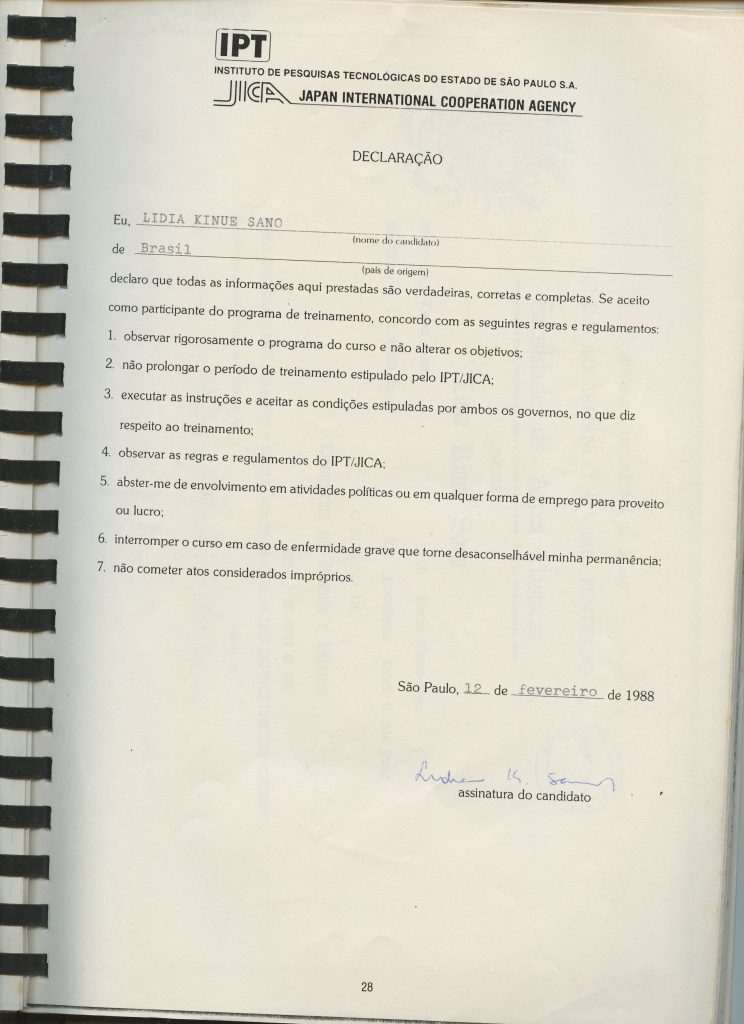 IPT
INSTITUTO DE PESQUISAS TECNOLÓGICAS DO ESTADO DE SÃO PAULO S.A.
JICA JAPAN INTERNATIONAL COOPERATION AGENCY
DECLARAÇÃO
Eu, LIDIA KINUE SANO
(nome do candidato)
de Brasil
(país de origem)
declaro que todas as informações aqui prestadas são verdadeiras, corretas e completas. Se aceito
como participante do programa de treinamento, concordo com as seguintes regras e regulamentos:
1. observar rigorosamente o programa do curso e não alterar os objetivos;
2. não prolongar o período de treinamento estipulado pelo IPT/JICA;
3. executar as instruções e aceitar as condições estipuladas por ambos os governos, no que diz
respeito ao treinamento;
4. observar as regras e regulamentos do IPT/JICA;
5. abster-me de envolvimento em atividades políticas ou em qualquer forma de emprego para proveito
ou lucro;
6. interromper o curso em caso de enfermidade grave que torne desaconselhável minha permanência;
7. não cometer atos considerados impróprios.
São Paulo, 12 de fevereiro de 1988
Lidia K. Sano
assinatura do candidato
28